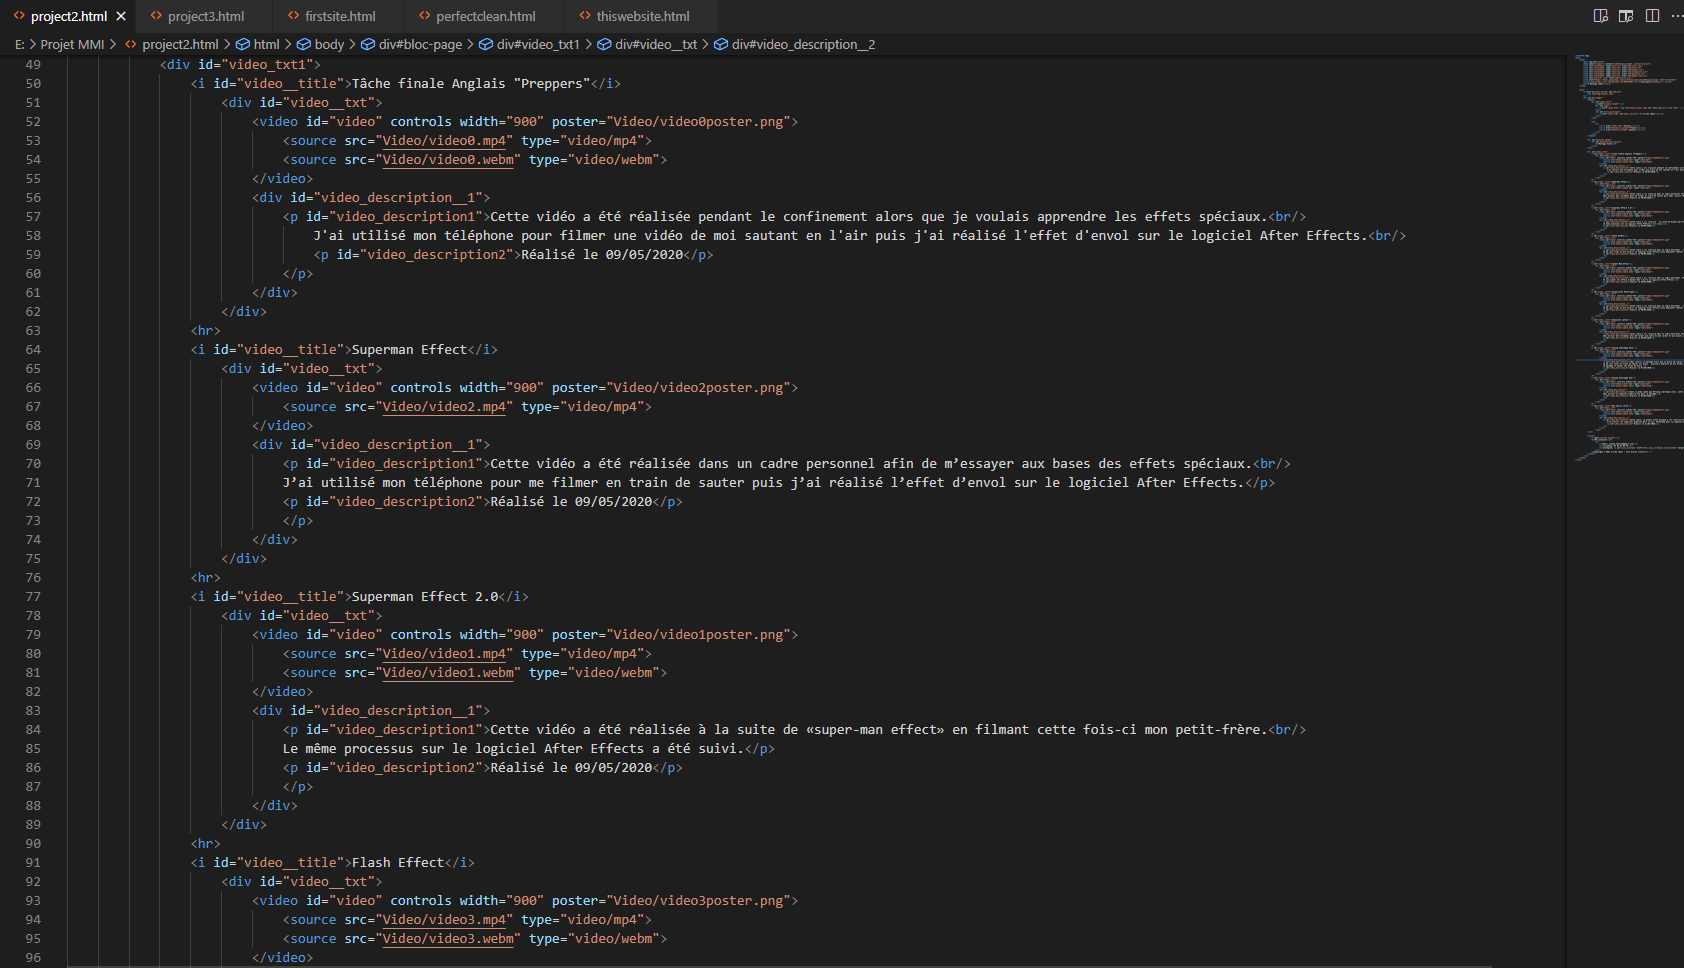 project2.html project3.html firstsite.html perfectclean.html thiswebsite.html
E: > Projet MMI > project2.html > html > body > div#bloc-page > div#video_txt1 > div#video__txt > div#video_description__2
49 <div id="video_txt1">
50 <i id="video__title">Tâche finale Anglais "Preppers"</i>
51 <div id="video__txt">
52 <video id="video" controls width="900" poster="Video/video0poster.png">
53 <source src="Video/video0.mp4" type="video/mp4">
54 <source src="Video/video0.webm" type="video/webm">
55 </video>
56 <div id="video_description__1">
57 <p id="video_description1">Cette vidéo a été réalisée pendant le confinement alors que je voulais apprendre les effets spéciaux.<br/>
58 J'ai utilisé mon téléphone pour filmer une vidéo de moi sautant en l'air puis j'ai réalisé l'effet d'envol sur le logiciel After Effects.<br/>
59 <p id="video_description2">Réalisé le 09/05/2020</p>
60 </p>
61 </div>
62 </div>
63 <hr>
64 <i id="video__title">Superman Effect</i>
65 <div id="video__txt">
66 <video id="video" controls width="900" poster="Video/video2poster.png">
67 <source src="Video/video2.mp4" type="video/mp4">
68 </video>
69 <div id="video_description__1">
70 <p id="video_description1">Cette vidéo a été réalisée dans un cadre personnel afin de m’essayer aux bases des effets spéciaux.<br/>
71 J’ai utilisé mon téléphone pour me filmer en train de sauter puis j’ai réalisé l’effet d’envol sur le logiciel After Effects.</p>
72 <p id="video_description2">Réalisé le 09/05/2020</p>
73 </p>
74 </div>
75 </div>
76 <hr>
77 <i id="video__title">Superman Effect 2.0</i>
78 <div id="video__txt">
79 <video id="video" controls width="900" poster="Video/video1poster.png">
80 <source src="Video/video1.mp4" type="video/mp4">
81 <source src="Video/video1.webm" type="video/webm">
82 </video>
83 <div id="video_description__1">
84 <p id="video_description1">Cette vidéo a été réalisée à la suite de «super-man effect» en filmant cette fois-ci mon petit-frère.<br/>
85 Le même processus sur le logiciel After Effects a été suivi.</p>
86 <p id="video_description2">Réalisé le 09/05/2020</p>
87 </p>
88 </div>
89 </div>
90 <hr>
91 <i id="video__title">Flash Effect</i>
92 <div id="video__txt">
93 <video id="video" controls width="900" poster="Video/video3poster.png">
94 <source src="Video/video3.mp4" type="video/mp4">
95 <source src="Video/video3.webm" type="video/webm">
96 </video>